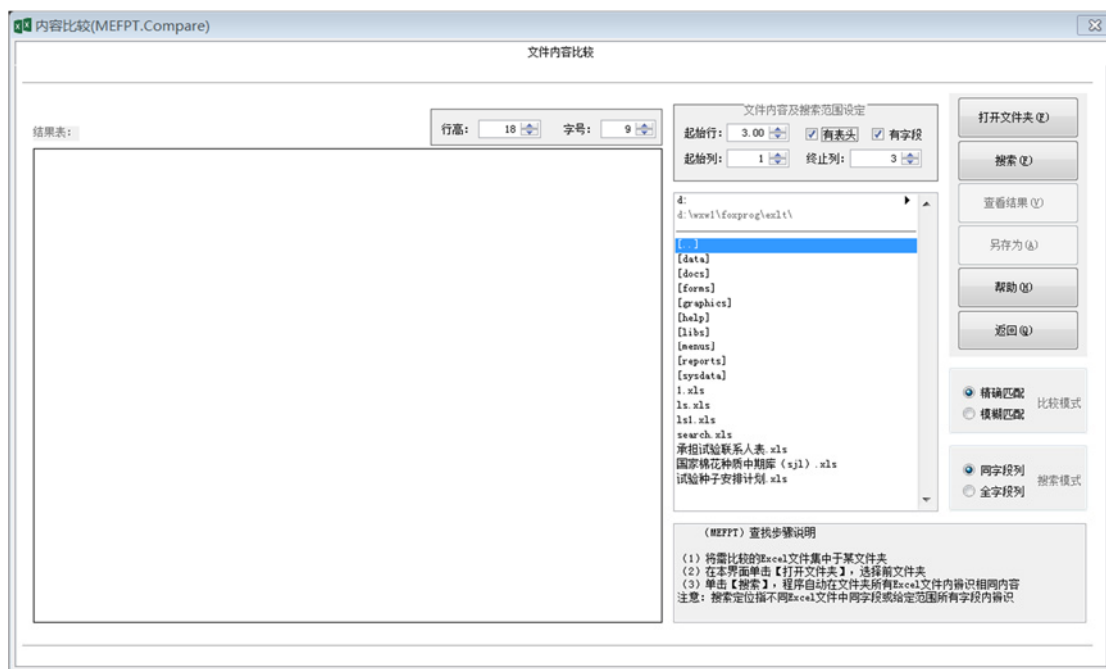 内容比较(MEFPT.Compare)
文件内容比较
结果表:
行高: 18 字号: 9
文件内容及搜索范围设定
起始行: 3.00 有表头 有字段
起始列: 1 终止列: 3
d:
d:\wxwl\foxprog\exlt\
[..]
[data]
[docs]
[forms]
[graphics]
[help]
[libs]
[menus]
[reports]
[sysdata]
1.xls
ls.xls
ls1.xls
search.xls
承担试验联系人表.xls
国家棉花种质中期库（sjl）.xls
试验种子安排计划.xls
（MEFPT）查找步骤说明
(1) 将需比较的Excel文件集中于某文件夹
(2) 在本界面单击【打开文件夹】，选择前文件夹
(3) 单击【搜索】，程序自动在文件夹所有Excel文件内辨识相同内容
注意：搜索定位指不同Excel文件中同字段或给定范围所有字段内辨识
打开文件夹(Z)
搜索(F)
查看结果(V)
另存为(A)
帮助(H)
返回(Q)
精确匹配
模糊匹配
比较模式
同字段列
全字段列
搜索模式